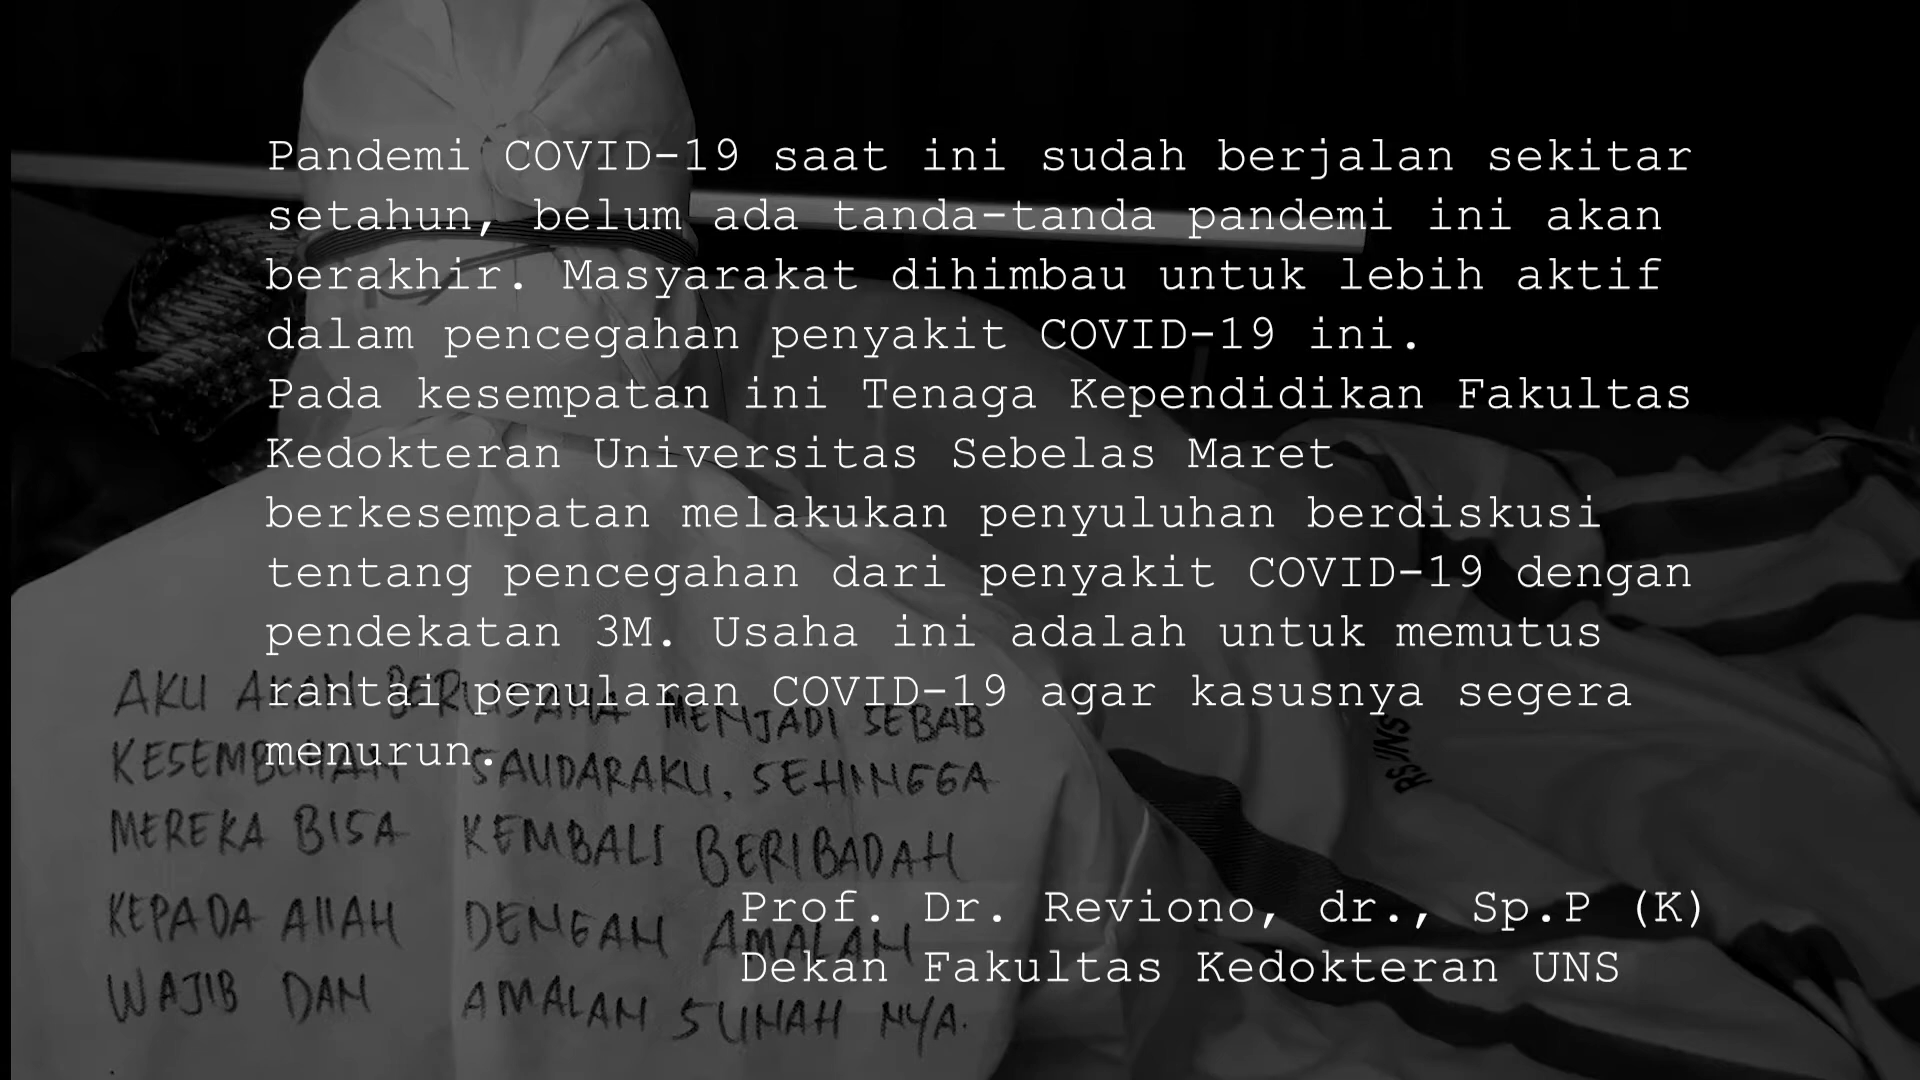 Pandemi COVID-19 saat ini sudah berjalan sekitar
setahun, belum ada tanda-tanda pandemi ini akan
berakhir. Masyarakat dihimbau untuk lebih aktif
dalam pencegahan penyakit COVID-19 ini.
Pada kesempatan ini Tenaga Kependidikan Fakultas
Kedokteran Universitas Sebelas Maret
berkesempatan melakukan penyuluhan berdiskusi
tentang pencegahan dari penyakit COVID-19 dengan
pendekatan 3M. Usaha ini adalah untuk memutus
rantai penularan COVID-19 agar kasusnya segera
menurun.
Prof. Dr. Reviono, dr., Sp.P (K)
Dekan Fakultas Kedokteran UNS
AKU AKAN BERUSAHA MENJADI SEBAB
KESEMBUHAN SAUDARAKU, SEHINGGA
MEREKA BISA KEMBALI BERIBADAH
KEPADA AllAH DENGAN AMALAN
WAJIB DAN AMALAN SUNAH NYA.